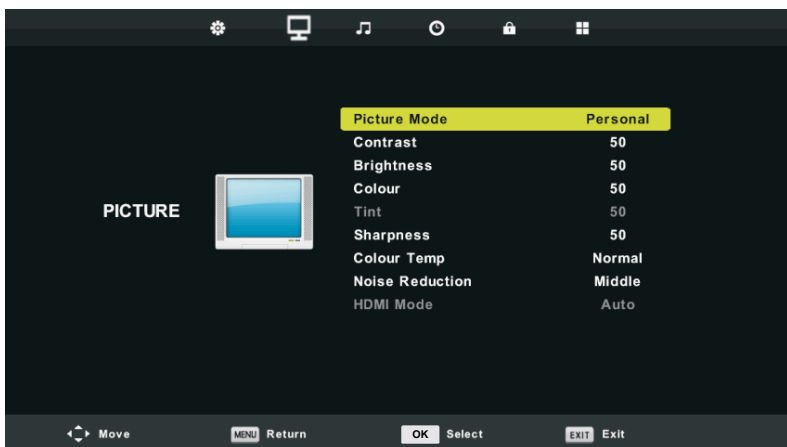 Picture Mode Personal
Contrast 50
Brightness 50
Colour 50
PICTURE
Tint 50
Sharpness 50
Colour Temp Normal
Noise Reduction Middle
HDMI Mode Auto
Move MENU Return OK Select EXIT Exit